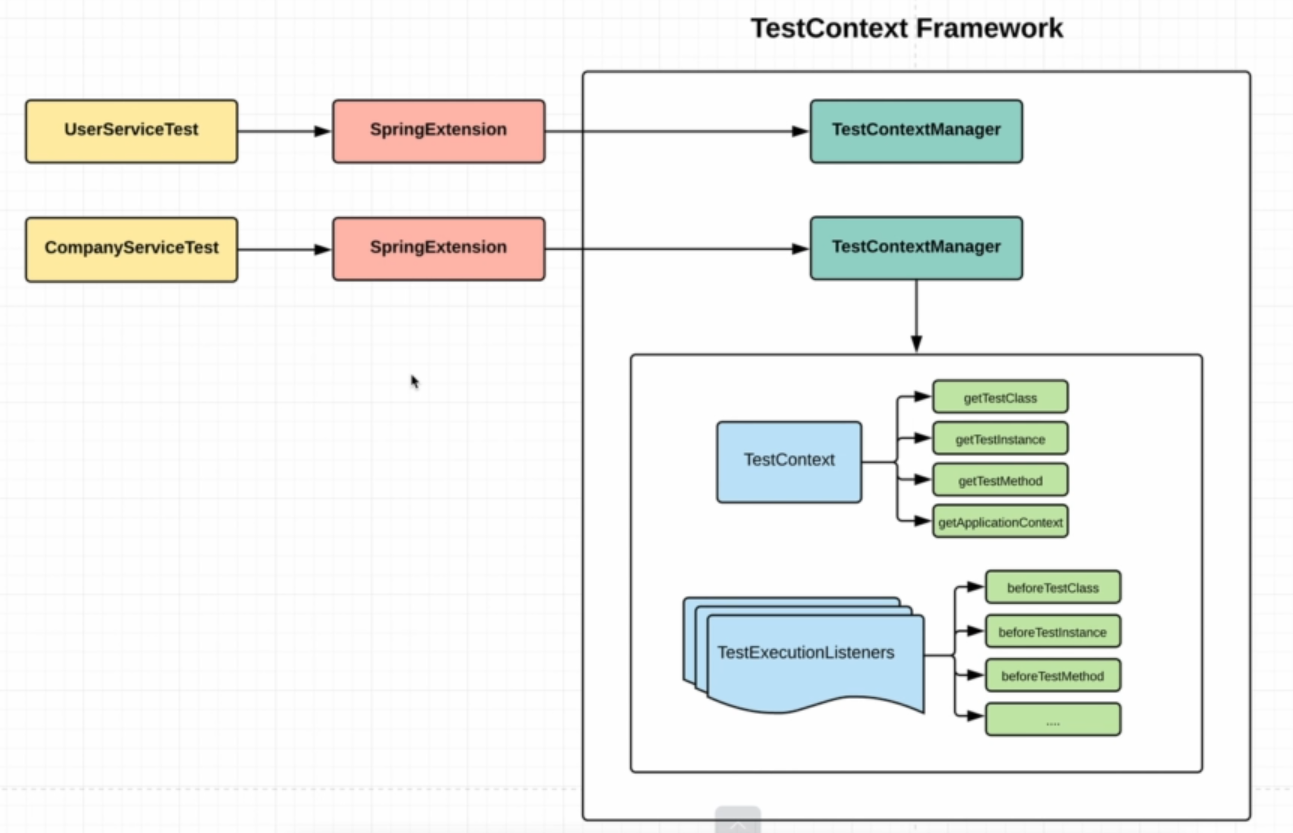 TestContext Framework
UserServiceTest
SpringExtension
TestContextManager
CompanyServiceTest
SpringExtension
TestContextManager
TestContext
getTestClass
getTestInstance
getTestMethod
getApplicationContext
TestExecutionListeners
beforeTestClass
beforeTestInstance
beforeTestMethod
....